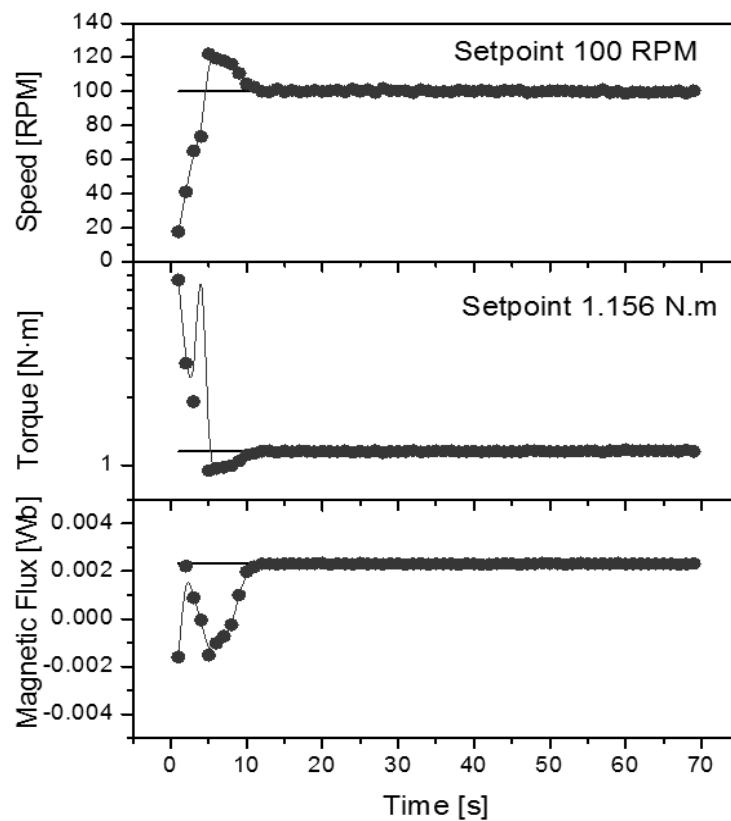 140
120
100
80
60
40
20
0
Speed [RPM]
Setpoint 100 RPM
1
Torque [N·m]
Setpoint 1.156 N.m
0.004
0.002
0.000
-0.002
-0.004
Magnetic Flux [Wb]
0 10 20 30 40 50 60 70
Time [s]